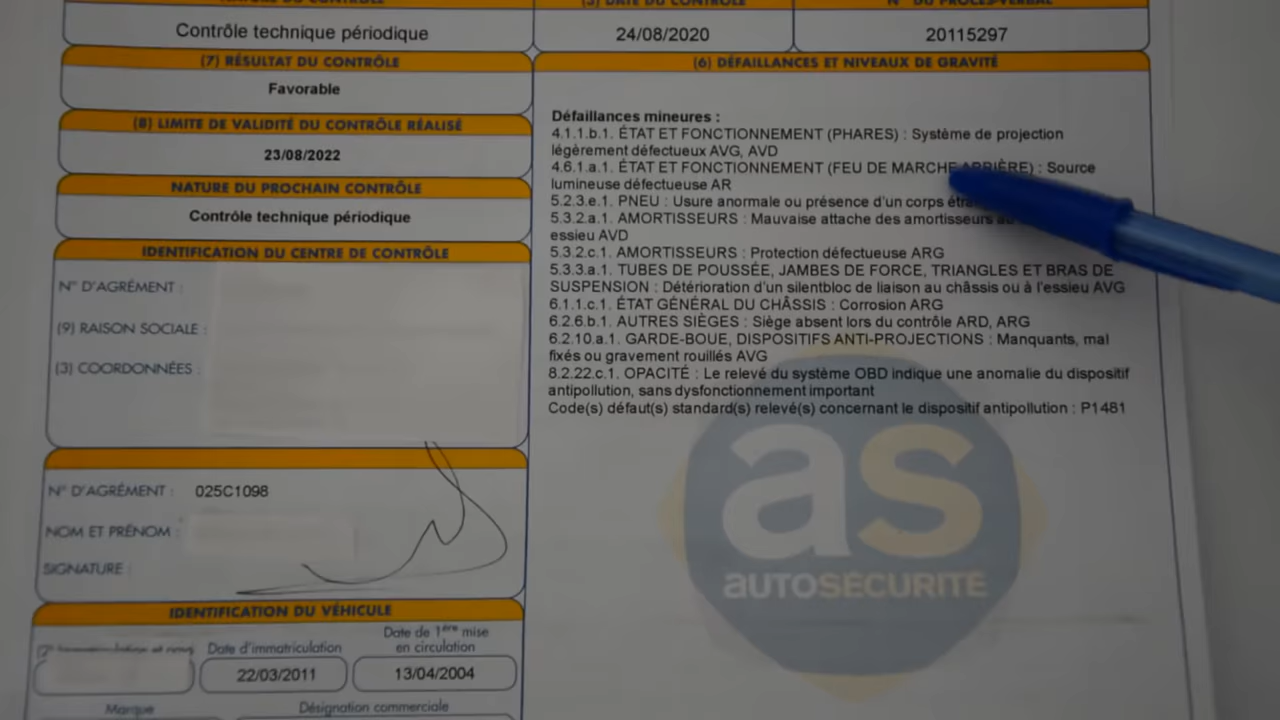 (5) DATE DU CONTRÔLE
N° DU PROCÈS-VERBAL
Contrôle technique périodique
24/08/2020
20115297
(7) RÉSULTAT DU CONTRÔLE
Favorable
(8) LIMITE DE VALIDITÉ DU CONTRÔLE RÉALISÉ
23/08/2022
NATURE DU PROCHAIN CONTRÔLE
Contrôle technique périodique
IDENTIFICATION DU CENTRE DE CONTRÔLE
N° D'AGRÉMENT :
(9) RAISON SOCIALE :
(3) COORDONNÉES :
N° D'AGRÉMENT : 025C1098
NOM ET PRÉNOM :
SIGNATURE :
IDENTIFICATION DU VÉHICULE
Date d'immatriculation
Date de 1ère mise
en circulation
22/03/2011
13/04/2004
Marque
Désignation commerciale
(6) DÉFAILLANCES ET NIVEAUX DE GRAVITÉ
Défaillances mineures :
4.1.1.b.1. ÉTAT ET FONCTIONNEMENT (PHARES) : Système de projection
légèrement défectueux AVG, AVD
4.6.1.a.1. ÉTAT ET FONCTIONNEMENT (FEU DE MARCHE ARRIÈRE) : Source
lumineuse défectueuse AR
5.2.3.e.1. PNEU : Usure anormale ou présence d'un corps
5.3.2.a.1. AMORTISSEURS : Mauvaise attache des amortisseurs
essieu AVD
5.3.2.c.1. AMORTISSEURS : Protection défectueuse ARG
5.3.3.a.1. TUBES DE POUSSÉE, JAMBES DE FORCE, TRIANGLES ET BRAS DE
SUSPENSION : Détérioration d'un silentbloc de liaison au châssis ou à l'essieu AVG
6.1.1.c.1. ÉTAT GÉNÉRAL DU CHÂSSIS : Corrosion ARG
6.2.6.b.1. AUTRES SIÈGES : Siège absent lors du contrôle ARD, ARG
6.2.10.a.1. GARDE-BOUE, DISPOSITIFS ANTI-PROJECTIONS : Manquants, mal
fixés ou gravement rouillés AVG
8.2.22.c.1. OPACITÉ : Le relevé du système OBD indique une anomalie du dispositif
antipollution, sans dysfonctionnement important
Code(s) défaut(s) standard(s) relevé(s) concernant le dispositif antipollution : P1481
as
AUTOSÉCURITÉ